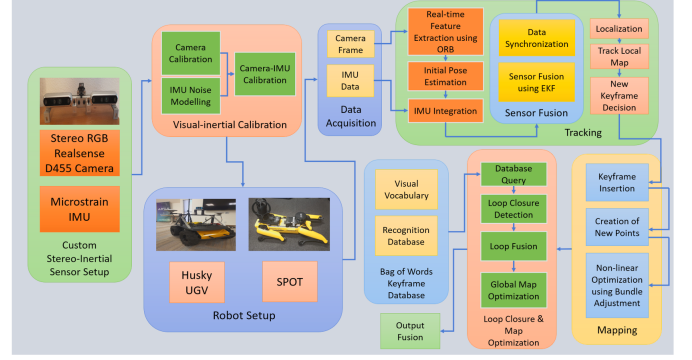 Stereo RGB
Realsense
D455 Camera
Microstrain
IMU
Custom
Stereo-Inertial
Sensor Setup
Camera
Calibration
IMU Noise
Modelling
Camera-IMU
Calibration
Visual-inertial Calibration
Husky
UGV
SPOT
Robot Setup
Camera
Frame
IMU
Data
Data
Acquisition
Real-time
Feature
Extraction using
ORB
Initial Pose
Estimation
IMU Integration
Data
Synchronization
Sensor Fusion
using EKF
Sensor Fusion
Localization
Track Local
Map
New
Keyframe
Decision
Tracking
Visual
Vocabulary
Recognition
Database
Bag of Words
Keyframe
Database
Database
Query
Loop Closure
Detection
Loop Fusion
Global Map
Optimization
Loop Closure &
Map
Optimization
Keyframe
Insertion
Creation of
New Points
Non-linear
Optimization
using Bundle
Adjustment
Mapping
Output
Fusion